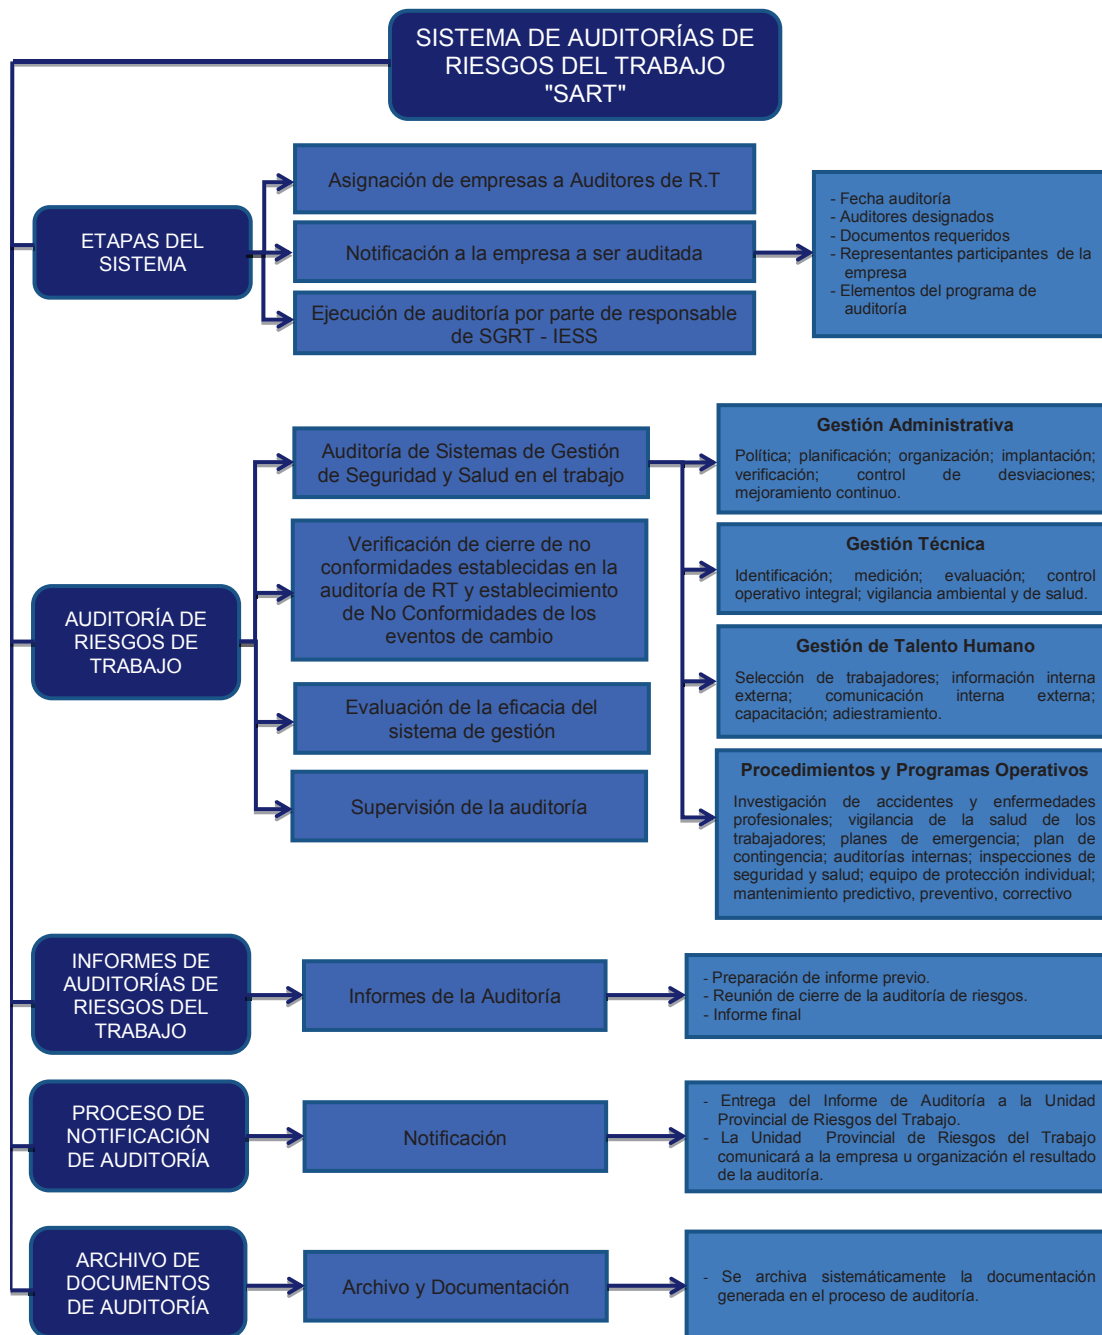 SISTEMA DE AUDITORÍAS DE
RIESGOS DEL TRABAJO
"SART"
ETAPAS DEL
SISTEMA
Asignación de empresas a Auditores de R.T
Notificación a la empresa a ser auditada
Ejecución de auditoría por parte de responsable
de SGRT - IESS
- Fecha auditoría
- Auditores designados
- Documentos requeridos
- Representantes participantes de la
empresa
- Elementos del programa de
auditoría
AUDITORÍA DE
RIESGOS DE
TRABAJO
Auditoría de Sistemas de Gestión
de Seguridad y Salud en el trabajo
Verificación de cierre de no
conformidades establecidas en la
auditoría de RT y establecimiento
de No Conformidades de los
eventos de cambio
Evaluación de la eficacia del
sistema de gestión
Supervisión de la auditoría
Gestión Administrativa
Política; planificación; organización; implantación;
verificación; control de desviaciones;
mejoramiento continuo.
Gestión Técnica
Identificación; medición; evaluación; control
operativo integral; vigilancia ambiental y de salud.
Gestión de Talento Humano
Selección de trabajadores; información interna
externa; comunicación interna externa;
capacitación; adiestramiento.
Procedimientos y Programas Operativos
Investigación de accidentes y enfermedades
profesionales; vigilancia de la salud de los
trabajadores; planes de emergencia; plan de
contingencia; auditorías internas; inspecciones de
seguridad y salud; equipo de protección individual;
mantenimiento predictivo, preventivo, correctivo
INFORMES DE
AUDITORÍAS DE
RIESGOS DEL
TRABAJO
Informes de la Auditoría
- Preparación de informe previo.
- Reunión de cierre de la auditoría de riesgos.
- Informe final
PROCESO DE
NOTIFICACIÓN
DE AUDITORÍA
Notificación
- Entrega del Informe de Auditoría a la Unidad
Provincial de Riesgos del Trabajo.
- La Unidad Provincial de Riesgos del Trabajo
comunicará a la empresa u organización el resultado
de la auditoría.
ARCHIVO DE
DOCUMENTOS
DE AUDITORÍA
Archivo y Documentación
- Se archiva sistemáticamente la documentación
generada en el proceso de auditoría.